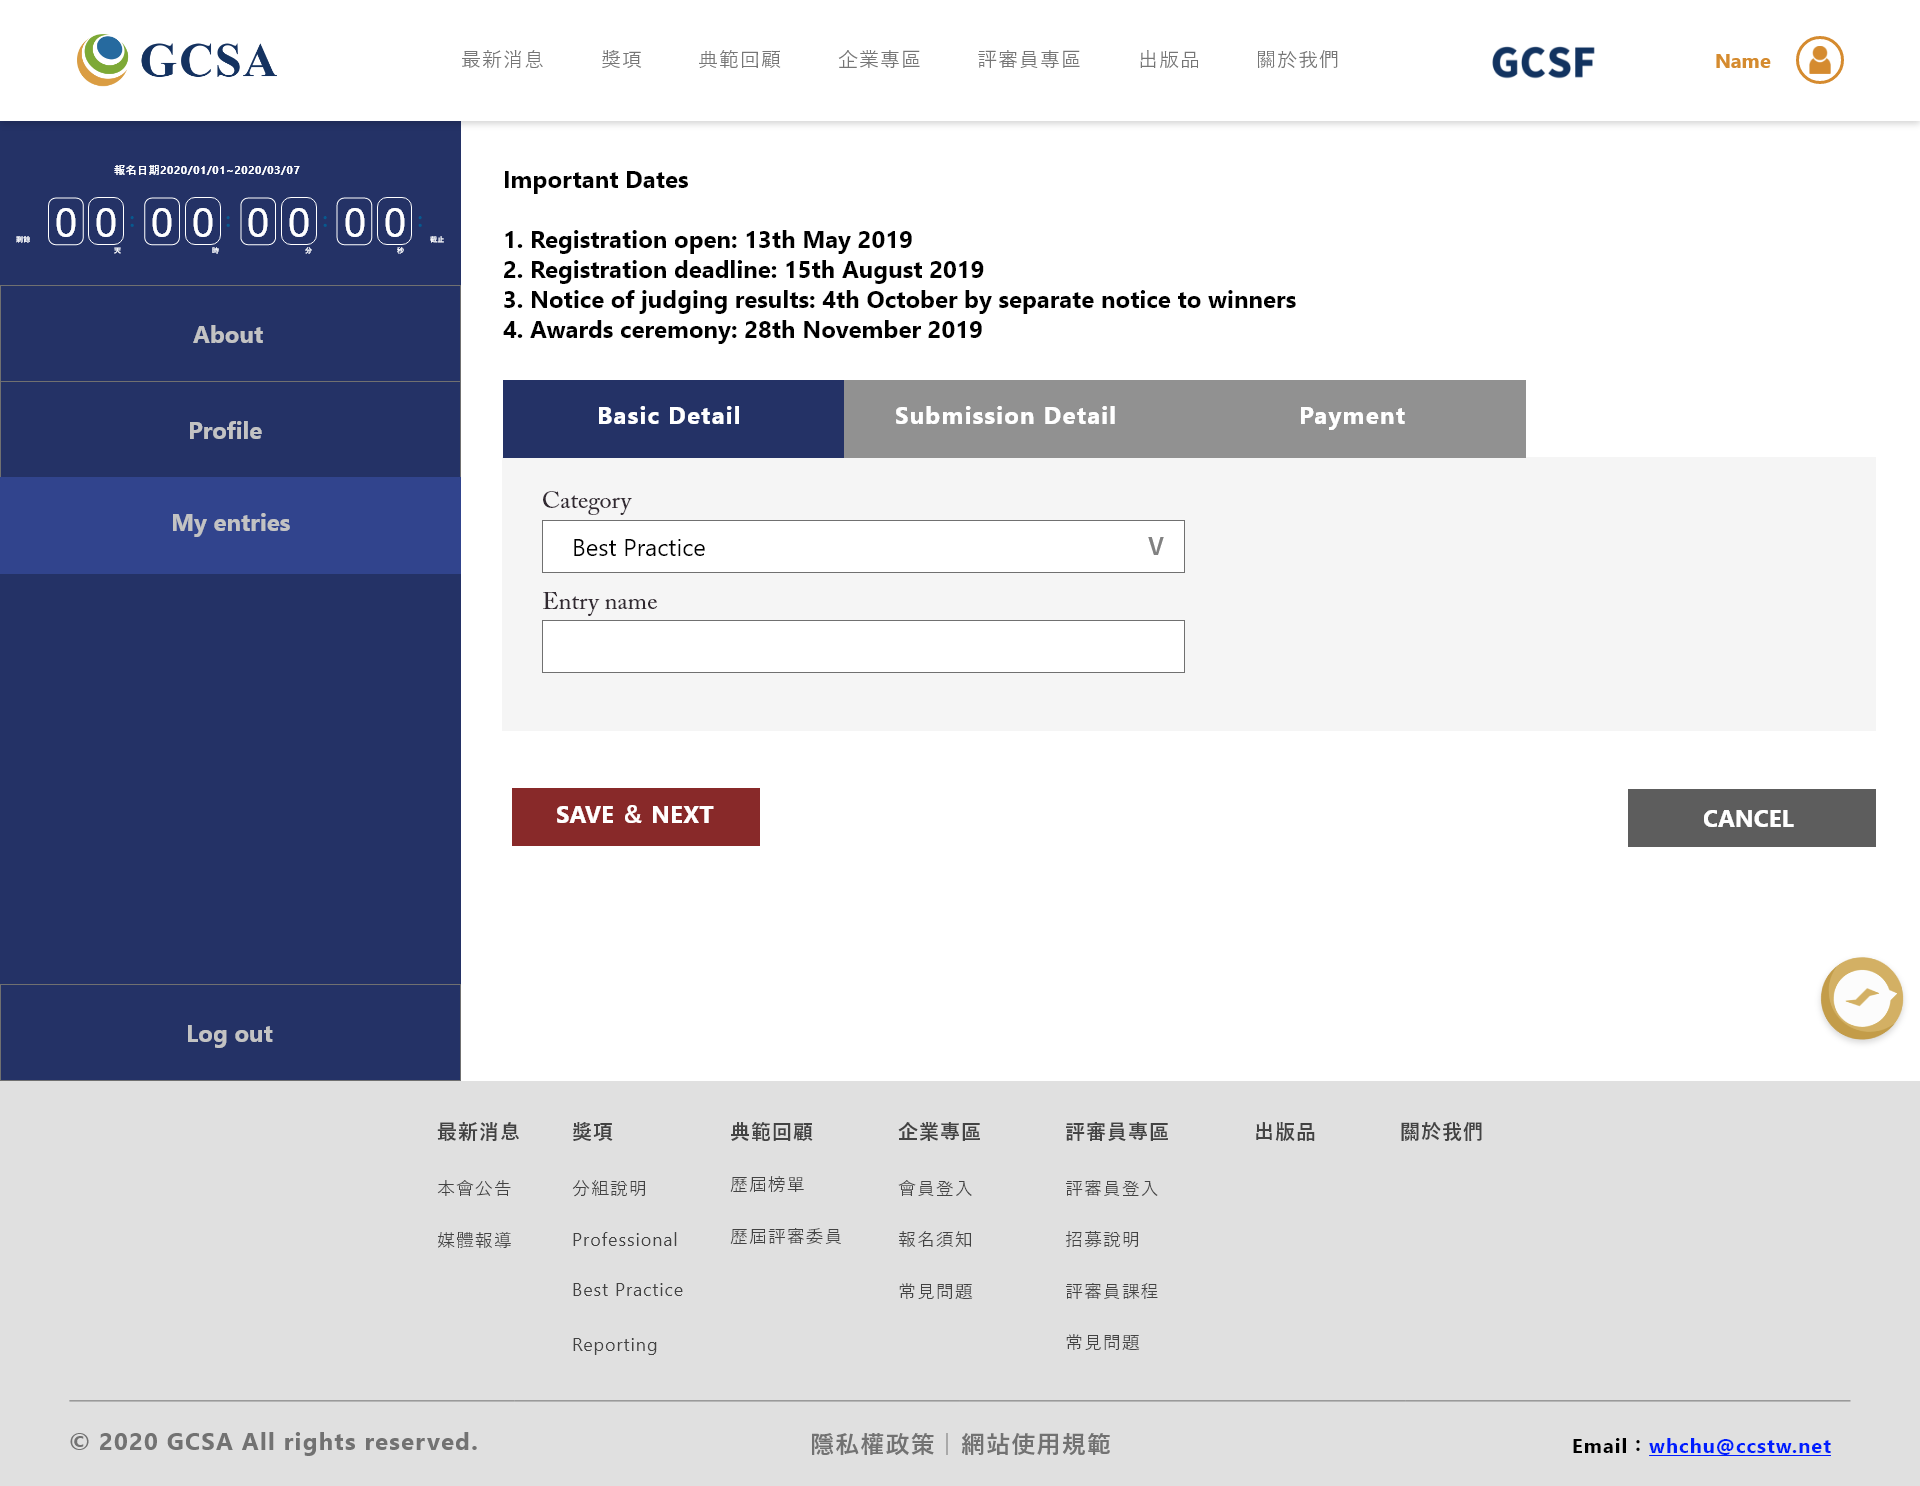 GCSA
最新消息 獎項 典範回顧 企業專區 評審員專區 出版品 關於我們
GCSF
Name
報名日期2020/01/01~2020/03/07
剩餘 00 : 00 : 00 : 00 : 截止
天 時 分 秒
About
Profile
My entries
Log out
Important Dates
1. Registration open: 13th May 2019
2. Registration deadline: 15th August 2019
3. Notice of judging results: 4th October by separate notice to winners
4. Awards ceremony: 28th November 2019
Basic Detail Submission Detail Payment
Category
Best Practice V
Entry name
SAVE & NEXT
CANCEL
最新消息 獎項 典範回顧 企業專區 評審員專區 出版品 關於我們
本會公告 分組說明 歷屆榜單 會員登入 評審員登入
媒體報導 Professional 歷屆評審委員 報名須知 招募說明
Best Practice 常見問題 評審員課程
Reporting 常見問題
© 2020 GCSA All rights reserved.
隱私權政策｜網站使用規範
Email：whchu@ccstw.net